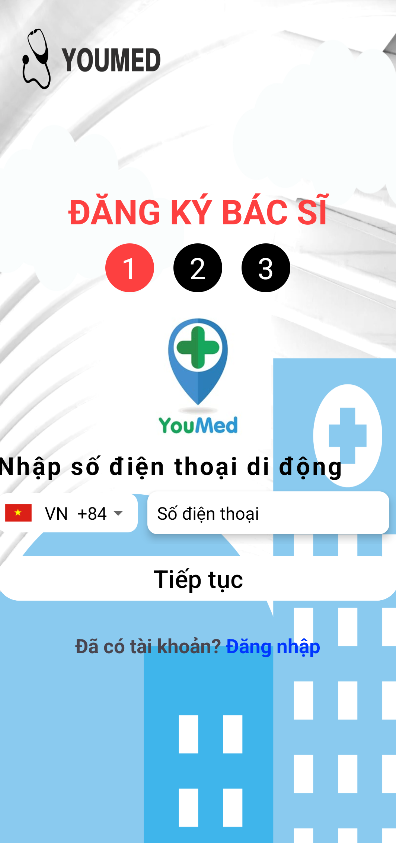 YOUMED
ĐĂNG KÝ BÁC SĨ
1 2 3
YouMed
Nhập số điện thoại di động
VN +84 Số điện thoại
Tiếp tục
Đã có tài khoản? Đăng nhập